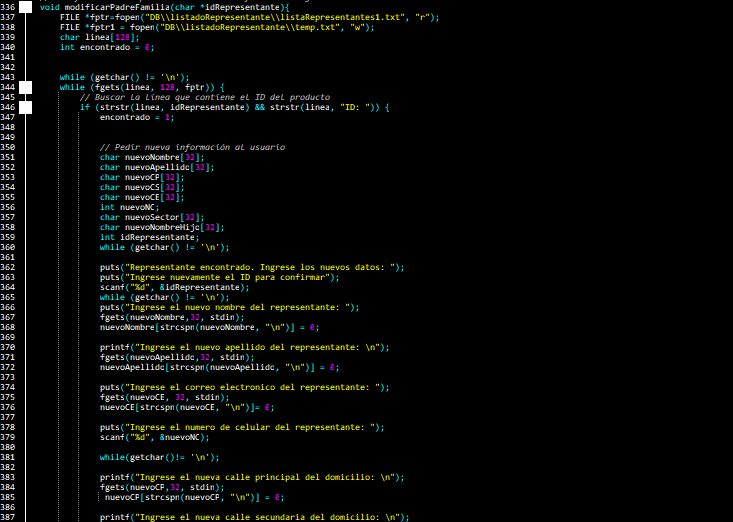 336 void modificarPadreFamilia(char *idRepresentante){
337 FILE *fptr=fopen("DB\\listadoRepresentante\\listaRepresentantes1.txt", "r");
338 FILE *fptr1 = fopen("DB\\listadoRepresentante\\temp.txt", "w");
339 char linea[128];
340 int encontrado = 0;
341
342
343 while (getchar() != '\n');
344 while (fgets(linea, 128, fptr)) {
345 // Buscar la línea que contiene el ID del producto
346 if (strstr(linea, idRepresentante) && strstr(linea, "ID: ")) {
347 encontrado = 1;
348
349
350 // Pedir nueva información al usuario
351 char nuevoNombre[32];
352 char nuevoApellido[32];
353 char nuevoCP[32];
354 char nuevoCS[32];
355 char nuevoCE[32];
356 int nuevoNC;
357 char nuevoSector[32];
358 char nuevoNombreHijo[32];
359 int idRepresentante;
360 while (getchar() != '\n');
361
362 puts("Representante encontrado. Ingrese los nuevos datos: ");
363 puts("Ingrese nuevamente el ID para confirmar");
364 scanf("%d", &idRepresentante);
365 while (getchar() != '\n');
366 puts("Ingrese el nuevo nombre del representante: ");
367 fgets(nuevoNombre,32, stdin);
368 nuevoNombre[strcspn(nuevoNombre, "\n")] = 0;
369
370 printf("Ingrese el nuevo apellido del representante: \n");
371 fgets(nuevoApellido,32, stdin);
372 nuevoApellido[strcspn(nuevoApellido, "\n")] = 0;
373
374 puts("Ingrese el correo electronico del representante: ");
375 fgets(nuevoCE, 32, stdin);
376 nuevoCE[strcspn(nuevoCE, "\n")]= 0;
377
378 puts("Ingrese el numero de celular del representante: ");
379 scanf("%d", &nuevoNC);
380
381 while(getchar()!= '\n');
382
383 printf("Ingrese el nueva calle principal del domicilio: \n");
384 fgets(nuevoCP,32, stdin);
385 nuevoCP[strcspn(nuevoCP, "\n")] = 0;
386
387 printf("Ingrese el nueva calle secundaria del domicilio: \n");